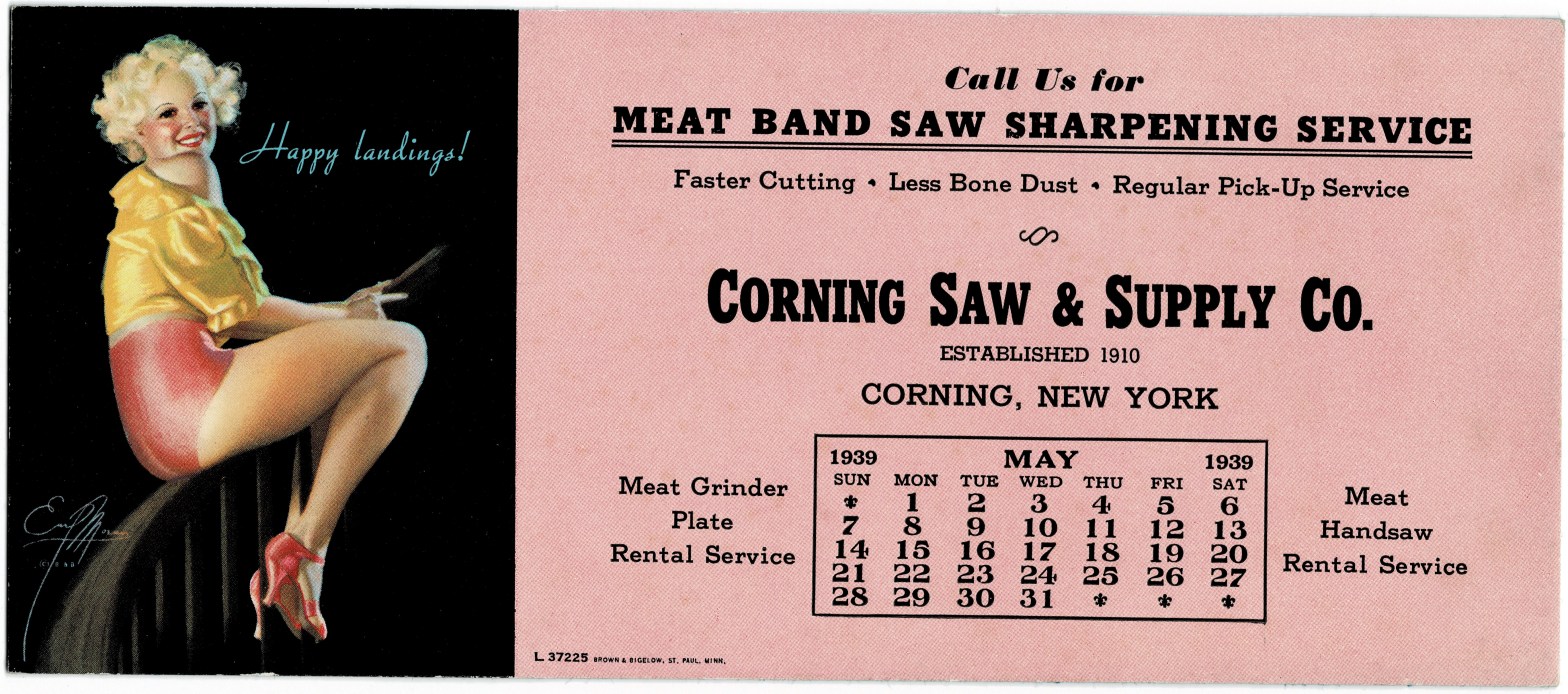 Happy landings!
Earl Moran
Call Us for
MEAT BAND SAW SHARPENING SERVICE
Faster Cutting • Less Bone Dust • Regular Pick-Up Service
CORNING SAW & SUPPLY CO.
ESTABLISHED 1910
CORNING, NEW YORK
Meat Grinder
Plate
Rental Service
1939 MAY 1939
SUN MON TUE WED THU FRI SAT
1 2 3 4 5 6
7 8 9 10 11 12 13
14 15 16 17 18 19 20
21 22 23 24 25 26 27
28 29 30 31
Meat
Handsaw
Rental Service
L 37225 BROWN & BIGELOW, ST. PAUL, MINN.